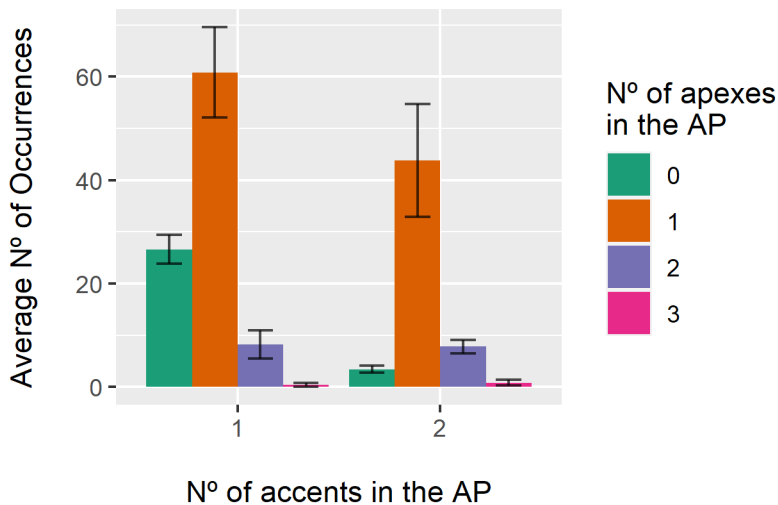 Average Nº of Occurrences
60
40
20
0
1
2
Nº of accents in the AP
Nº of apexes
in the AP
0
1
2
3